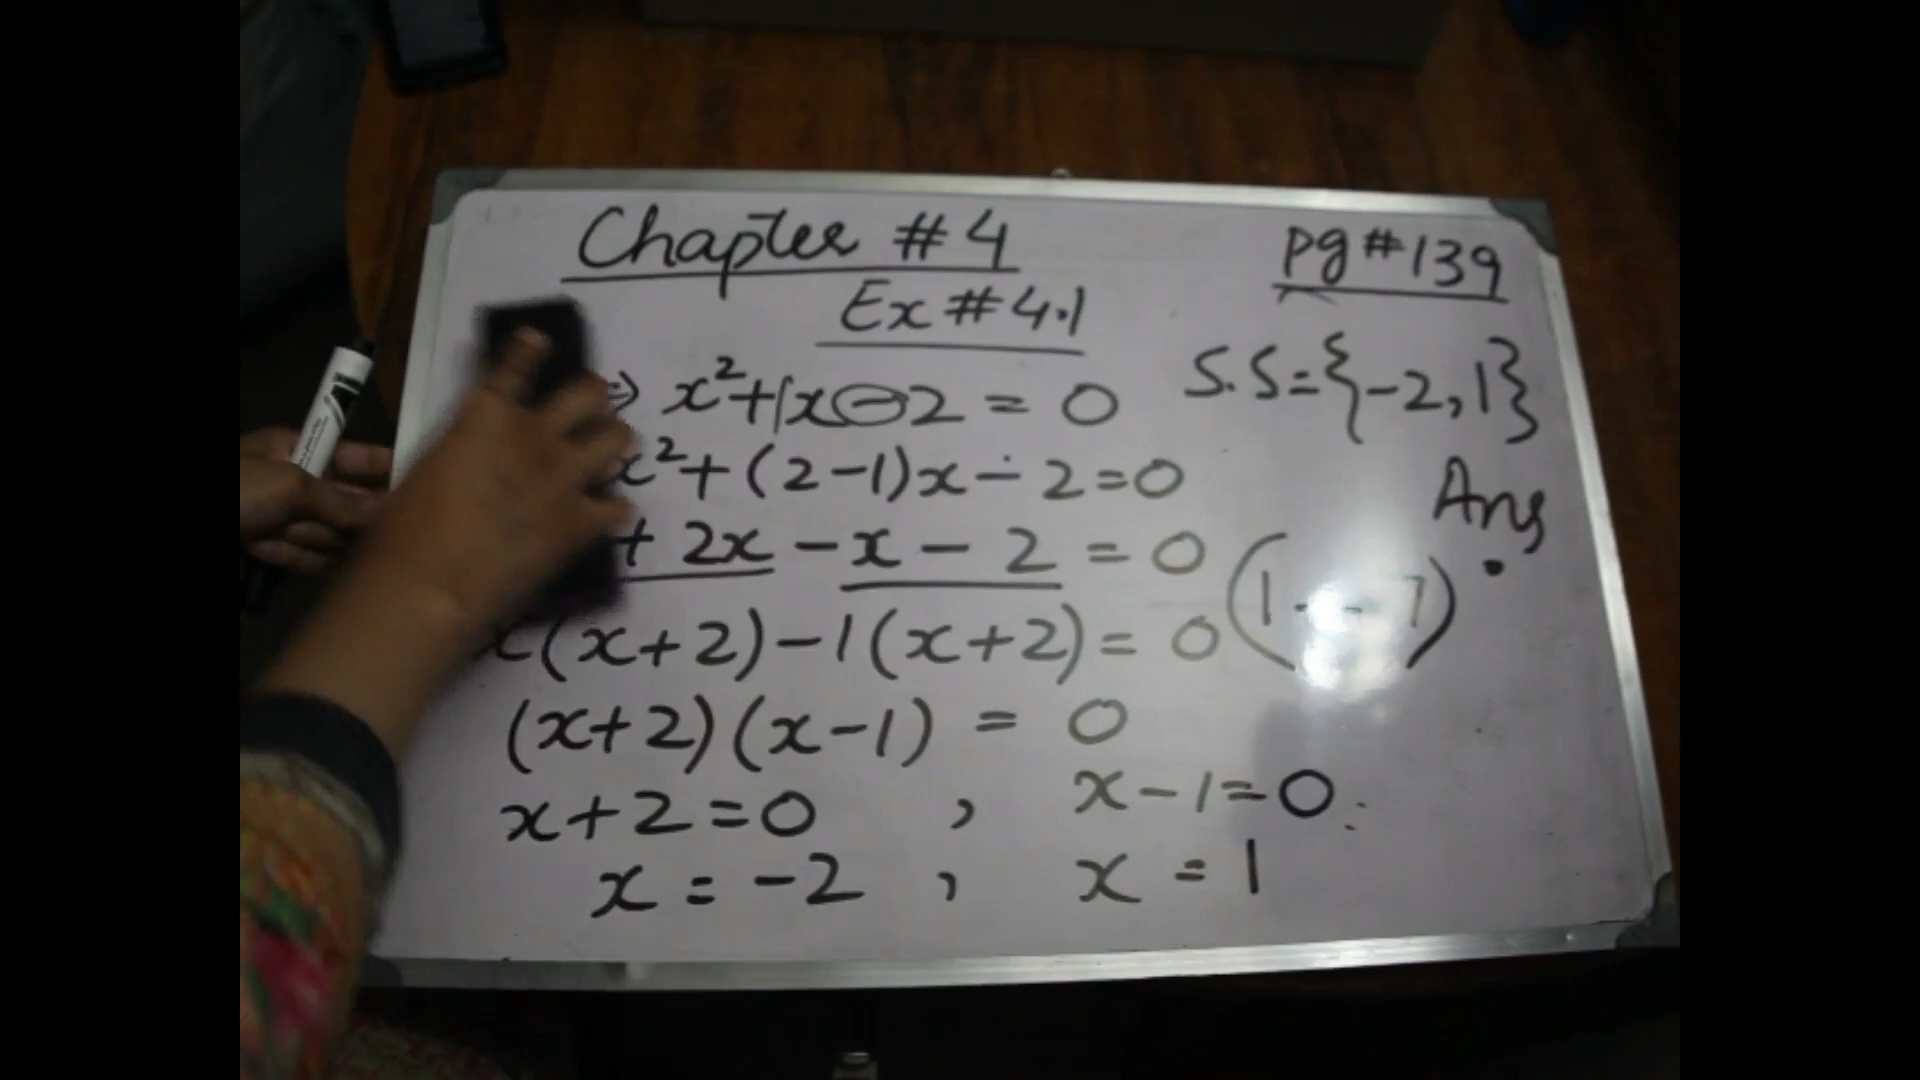 Chapter #4
pg #139
Ex #4.1
⇒ x²+1x-2 = 0
S.S={-2,1}
x²+(2-1)x-2=0
Ans
+ 2x - x - 2 = 0
x(x+2)-1(x+2)= 0
(x+2)(x-1) = 0
x+2=0 , x-1=0
x = -2 , x = 1